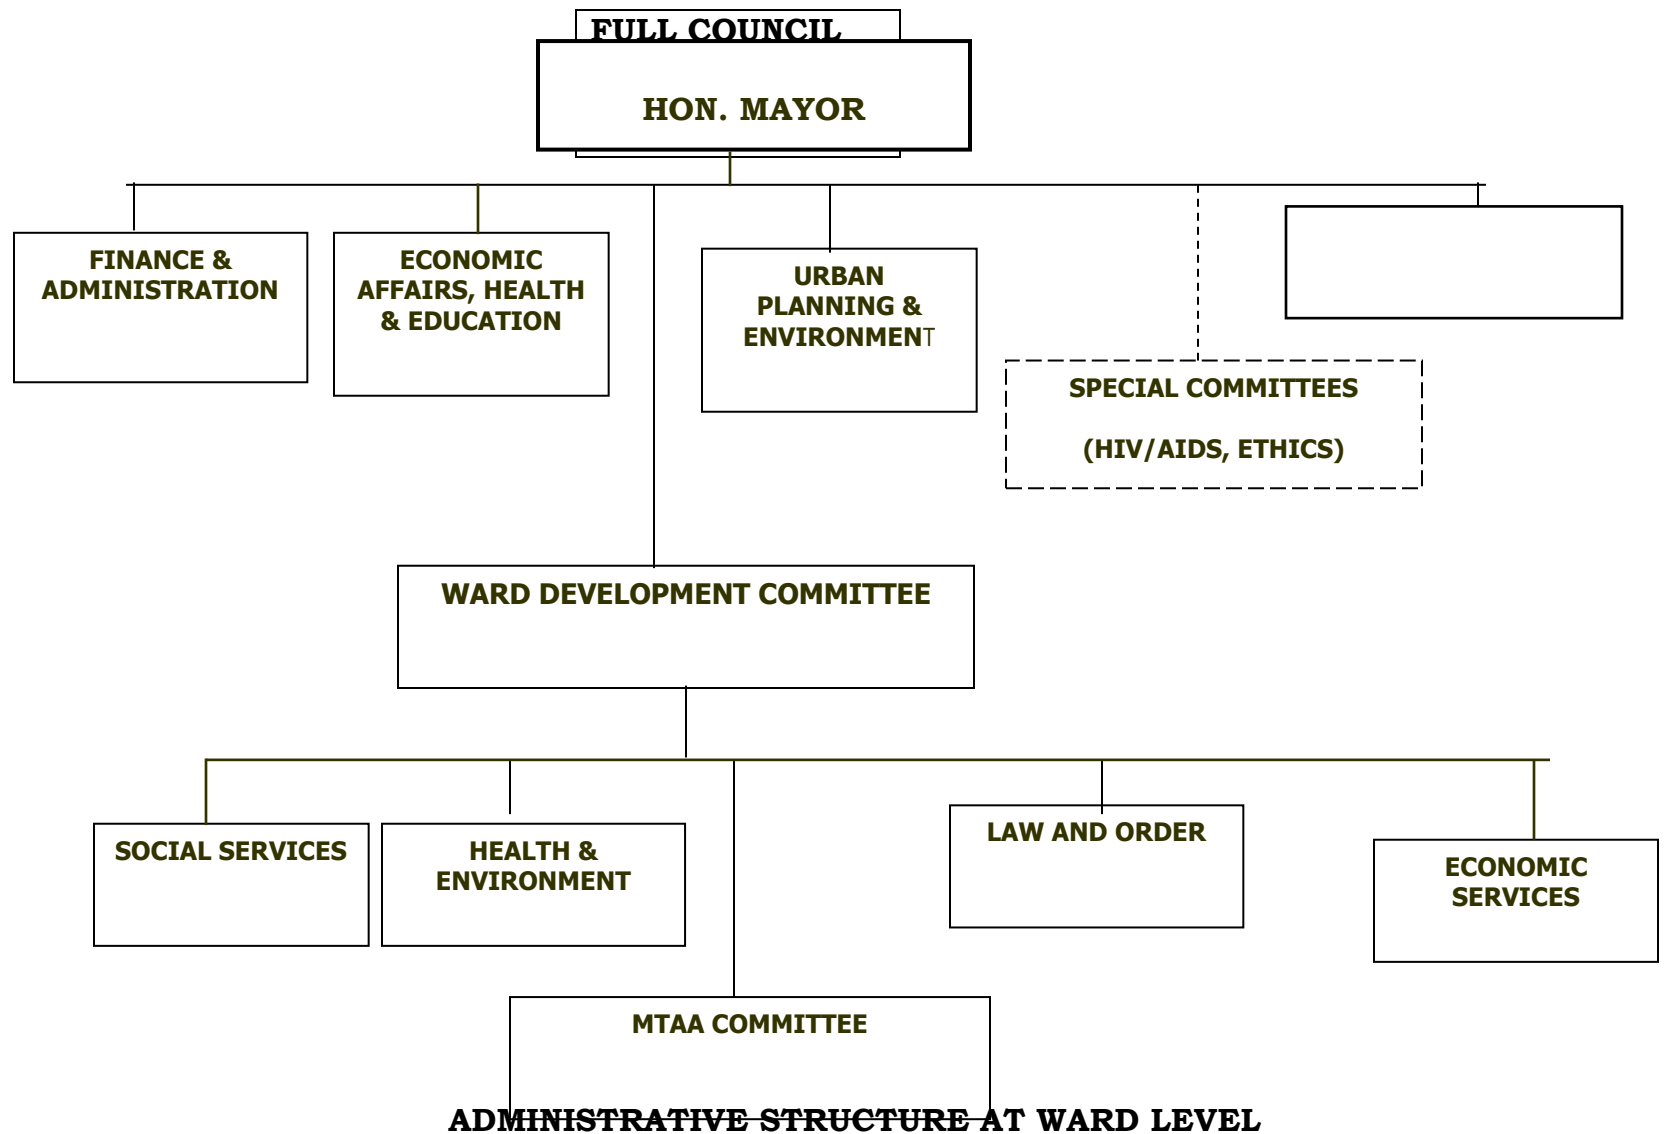 FULL COUNCIL
HON. MAYOR
FINANCE &
ADMINISTRATION
ECONOMIC
AFFAIRS, HEALTH
& EDUCATION
URBAN
PLANNING &
ENVIRONMENT
SPECIAL COMMITTEES
(HIV/AIDS, ETHICS)
WARD DEVELOPMENT COMMITTEE
SOCIAL SERVICES
HEALTH &
ENVIRONMENT
LAW AND ORDER
ECONOMIC
SERVICES
MTAA COMMITTEE
ADMINISTRATIVE STRUCTURE AT WARD LEVEL